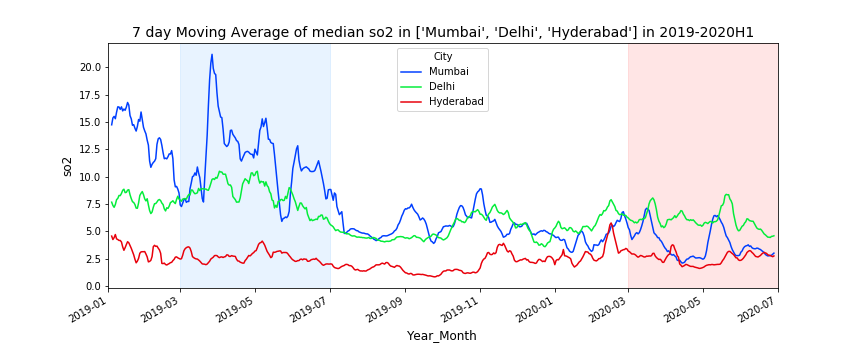 7 day Moving Average of median so2 in ['Mumbai', 'Delhi', 'Hyderabad'] in 2019-2020H1
City
Mumbai
Delhi
Hyderabad
so2
20.0
17.5
15.0
12.5
10.0
7.5
5.0
2.5
0.0
2019-01
2019-03
2019-05
2019-07
2019-09
2019-11
2020-01
2020-03
2020-05
2020-07
Year_Month